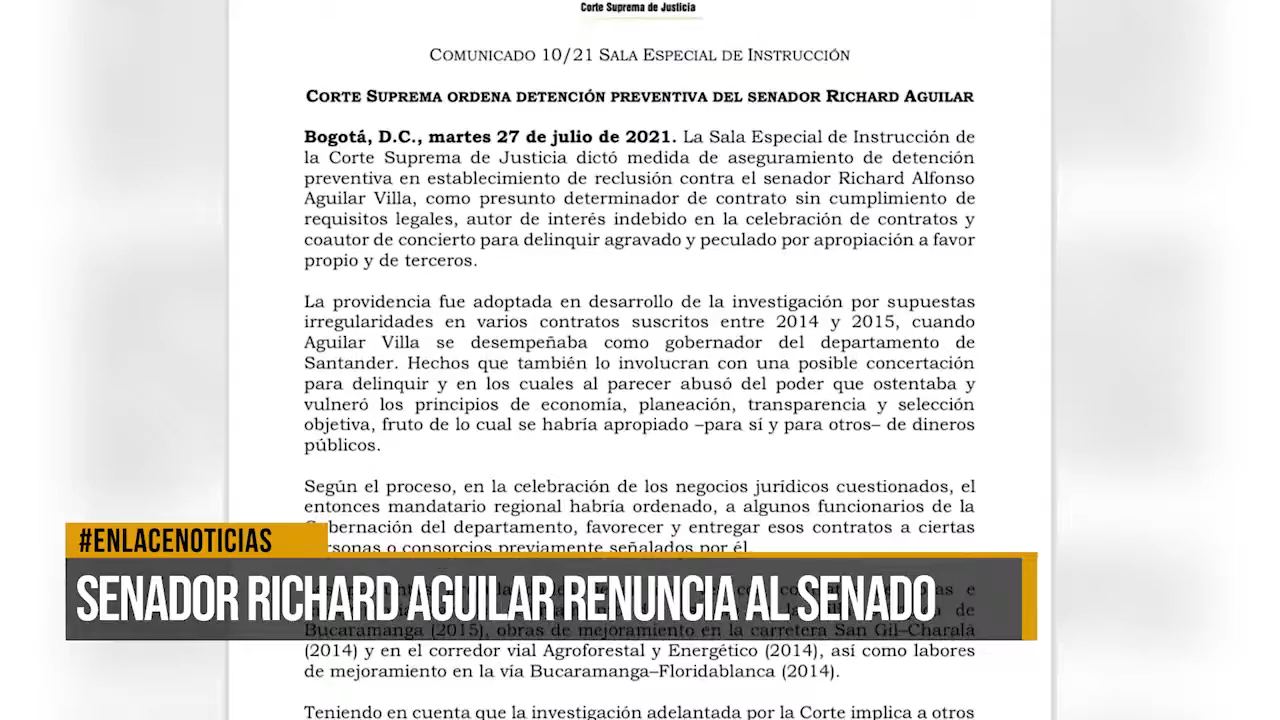 Corte Suprema de Justicia
COMUNICADO 10/21 SALA ESPECIAL DE INSTRUCCIÓN
CORTE SUPREMA ORDENA DETENCIÓN PREVENTIVA DEL SENADOR RICHARD AGUILAR
Bogotá, D.C., martes 27 de julio de 2021. La Sala Especial de Instrucción de
la Corte Suprema de Justicia dictó medida de aseguramiento de detención
preventiva en establecimiento de reclusión contra el senador Richard Alfonso
Aguilar Villa, como presunto determinador de contrato sin cumplimiento de
requisitos legales, autor de interés indebido en la celebración de contratos y
coautor de concierto para delinquir agravado y peculado por apropiación a favor
propio y de terceros.
La providencia fue adoptada en desarrollo de la investigación por supuestas
irregularidades en varios contratos suscritos entre 2014 y 2015, cuando
Aguilar Villa se desempeñaba como gobernador del departamento de
Santander. Hechos que también lo involucran con una posible concertación
para delinquir y en los cuales al parecer abusó del poder que ostentaba y
vulneró los principios de economía, planeación, transparencia y selección
objetiva, fruto de lo cual se habría apropiado –para sí y para otros– de dineros
públicos.
Según el proceso, en la celebración de los negocios jurídicos cuestionados, el
entonces mandatario regional habría ordenado, a algunos funcionarios de la
Gobernación del departamento, favorecer y entregar esos contratos a ciertas
personas o consorcios previamente señalados por él.
#ENLACENOTICIAS
SENADOR RICHARD AGUILAR RENUNCIA AL SENADO
de
Bucaramanga (2015), obras de mejoramiento en la carretera San Gil–Charalá
(2014) y en el corredor vial Agroforestal y Energético (2014), así como labores
de mejoramiento en la vía Bucaramanga–Floridablanca (2014).
Teniendo en cuenta que la investigación adelantada por la Corte implica a otros